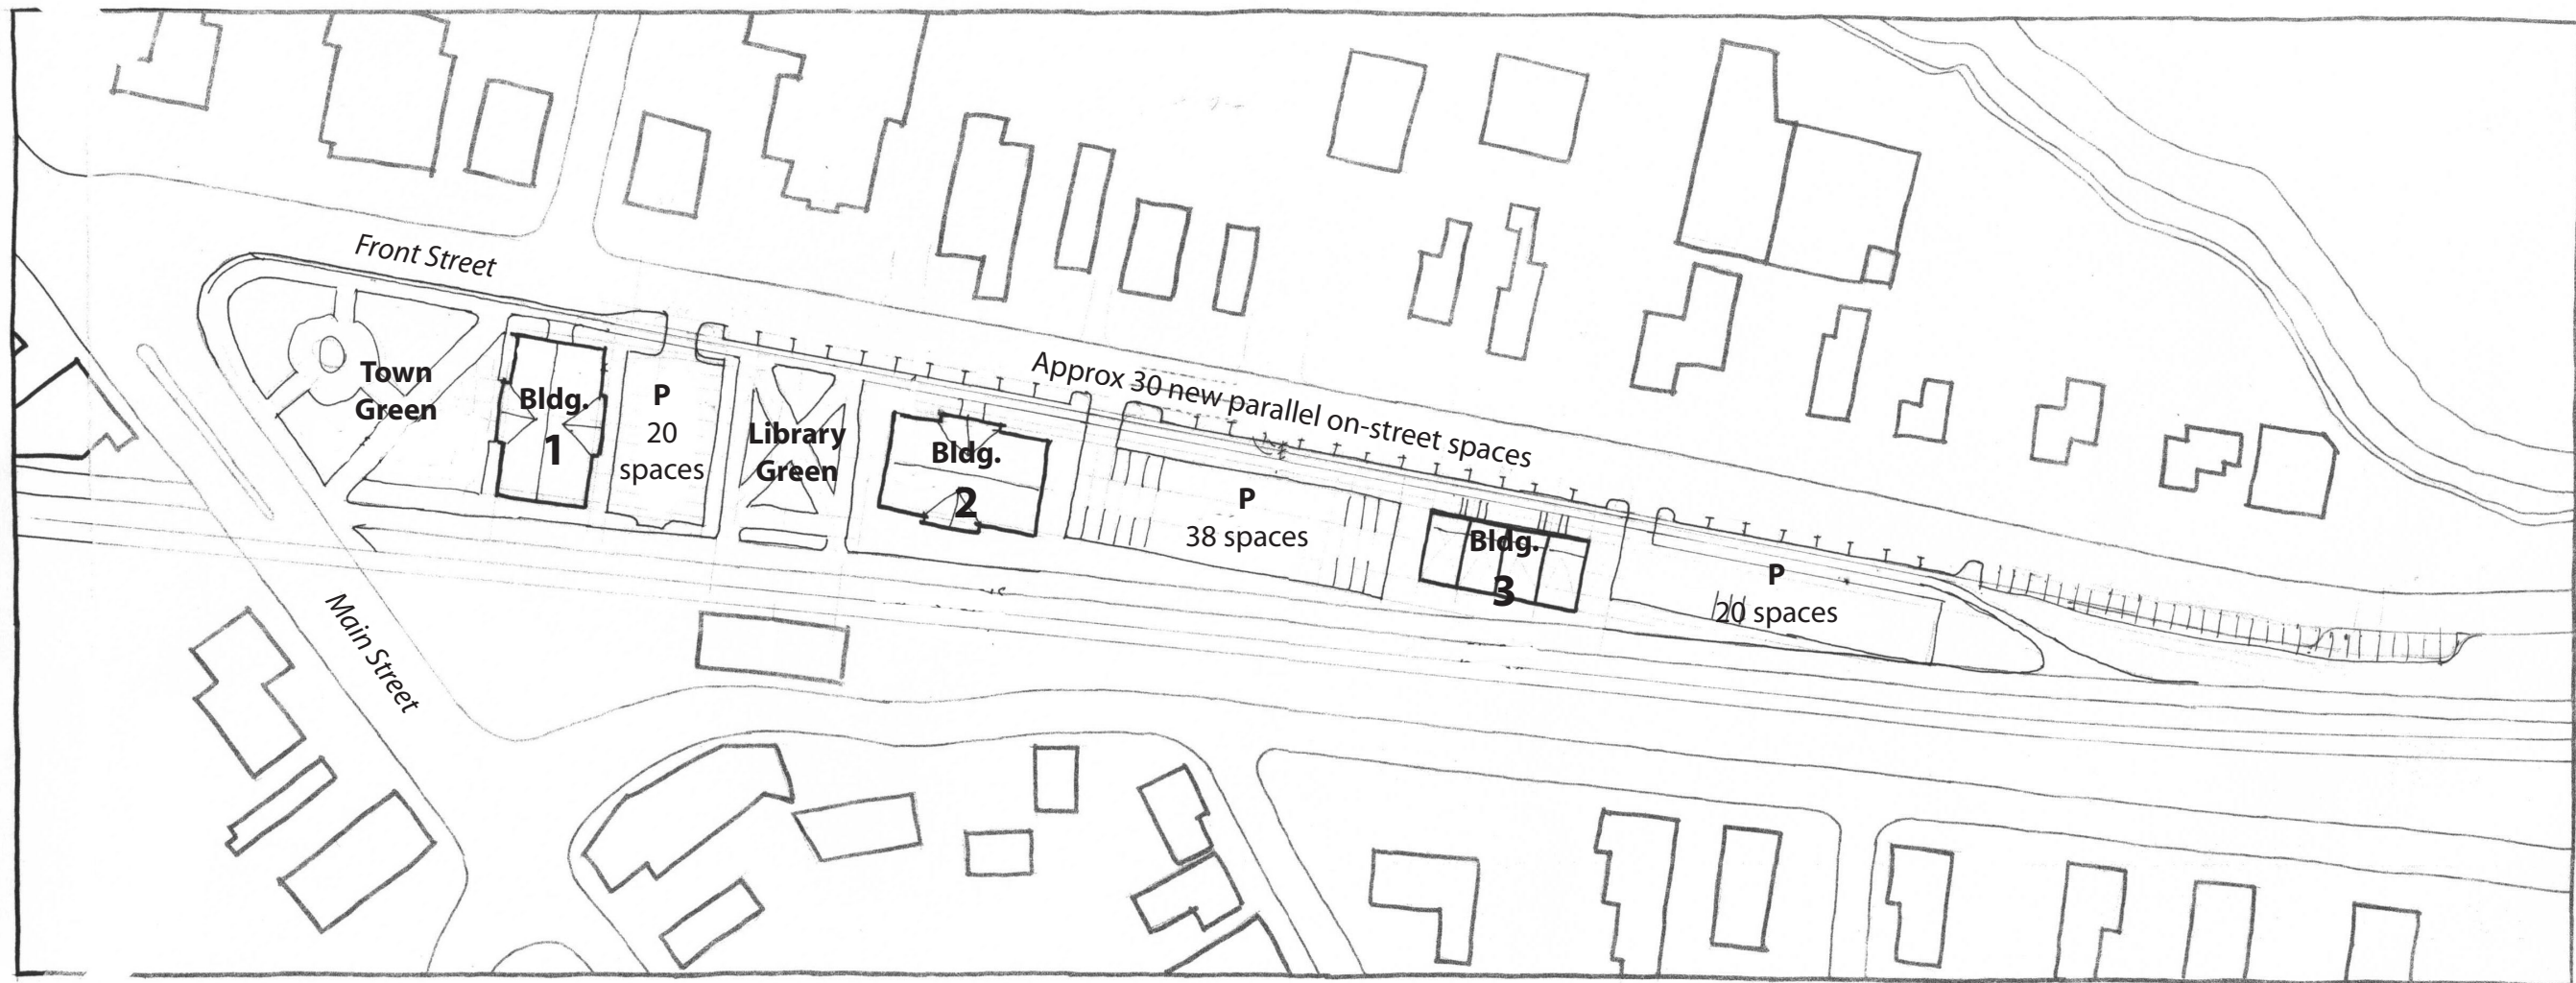 Front Street
Town
Green
Bldg.
1
P
20
spaces
Library
Green
Bldg.
2
Approx 30 new parallel on-street spaces
P
38 spaces
Bldg.
3
P
20 spaces
Main Street